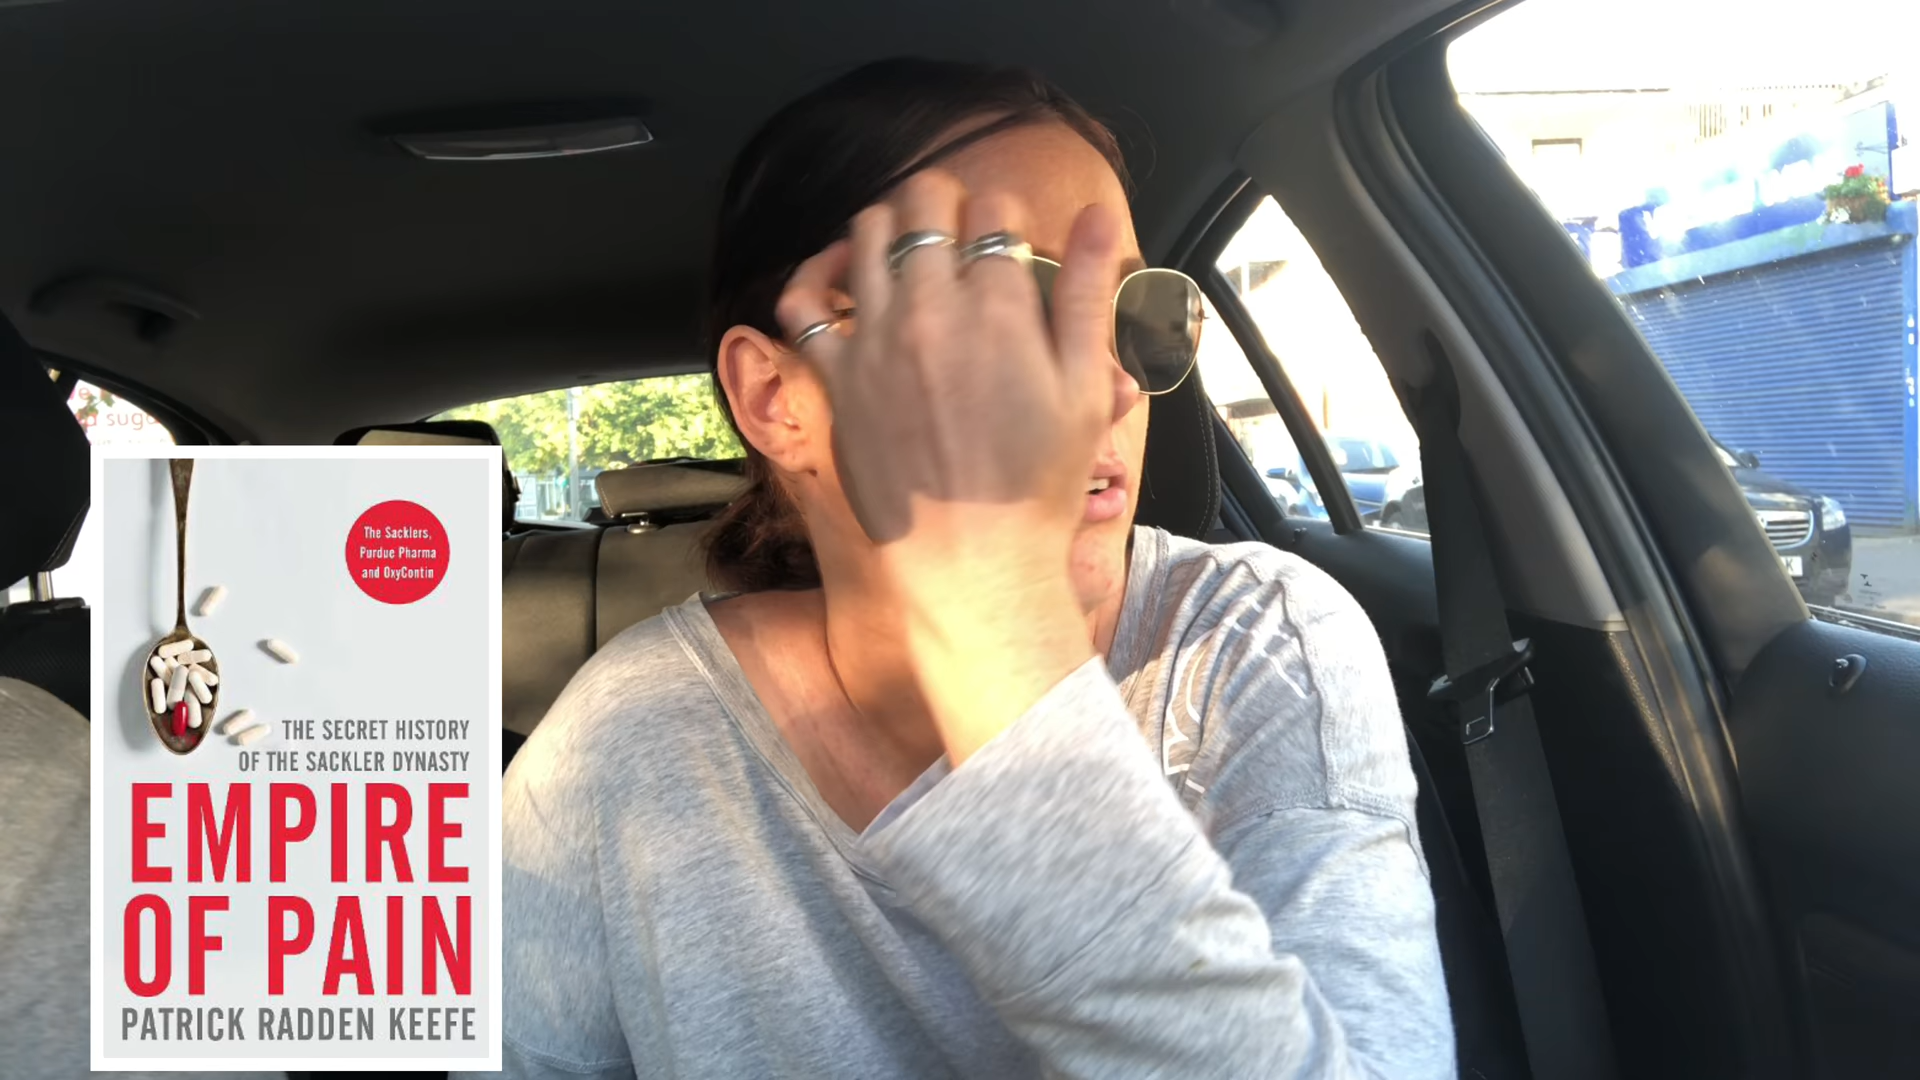 The Sacklers,
Purdue Pharma
and OxyContin
THE SECRET HISTORY
OF THE SACKLER DYNASTY
EMPIRE
OF PAIN
PATRICK RADDEN KEEFE